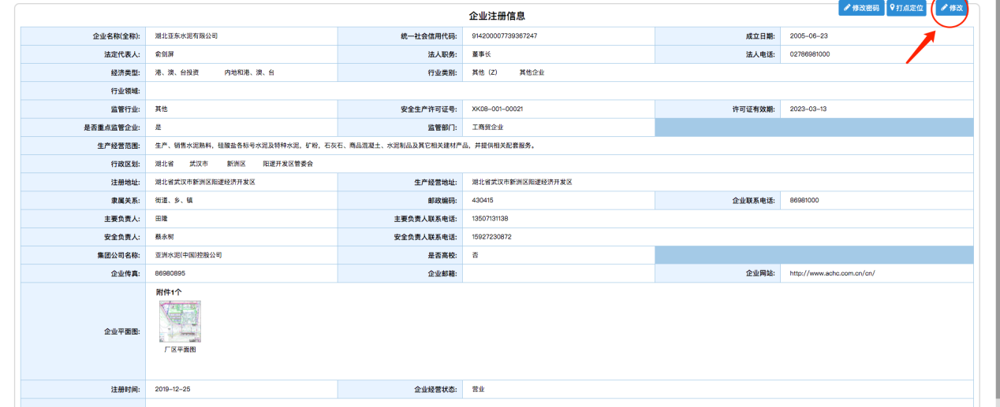 修改密码 打点定位 修改
企业注册信息
企业名称(全称): 湖北亚东水泥有限公司 统一社会信用代码: 914200007739367247 成立日期: 2005-06-23
法定代表人: 俞剑屏 法人职务: 董事长 法人电话: 02786981000
经济类型: 港、澳、台投资 内地和港、澳、台 行业类别: 其他（Z） 其他企业
行业领域:
监管行业: 其他 安全生产许可证号: XK08-001-00021 许可证有效期: 2023-03-13
是否重点监管企业: 是 监管部门: 工商贸企业
生产经营范围: 生产、销售水泥熟料，硅酸盐各标号水泥及特种水泥，矿粉，石灰石、商品混凝土、水泥制品及其它相关建材产品，并提供相关配套服务。
行政区划: 湖北省 武汉市 新洲区 阳逻开发区管委会
注册地址: 湖北省武汉市新洲区阳逻经济开发区 生产经营地址: 湖北省武汉市新洲区阳逻经济开发区
隶属关系: 街道、乡、镇 邮政编码: 430415 企业联系电话: 86981000
主要负责人: 田隆 主要负责人联系电话: 13507131138
安全负责人: 蔡永树 安全负责人联系电话: 15927230872
集团公司名称: 亚洲水泥(中国)控股公司 是否高校: 否
企业传真: 86980895 企业邮箱: 企业网站: http://www.achc.com.cn/cn/
附件1个
企业平面图:
厂区平面图
注册时间: 2019-12-25 企业经营状态: 营业